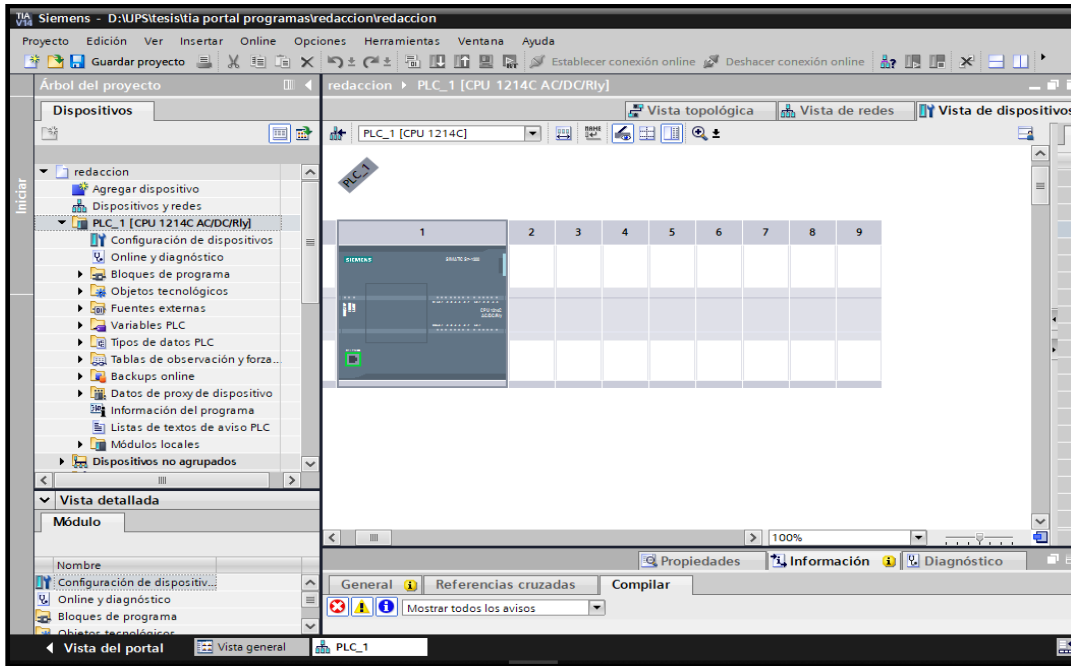 Siemens - D:\UPS\tesis\tia portal programas\redaccion\redaccion
Proyecto Edición Ver Insertar Online Opciones Herramientas Ventana Ayuda
Guardar proyecto Establecer conexión online Deshacer conexión online
Árbol del proyecto
redaccion PLC_1 [CPU 1214C AC/DC/Rly]
Dispositivos
Vista topológica Vista de redes Vista de dispositivos
PLC_1 [CPU 1214C]
Iniciar
redaccion
Agregar dispositivo
Dispositivos y redes
PLC_1 [CPU 1214C AC/DC/Rly]
Configuración de dispositivos
Online y diagnóstico
Bloques de programa
Objetos tecnológicos
Fuentes externas
Variables PLC
Tipos de datos PLC
Tablas de observación y forza...
Backups online
Datos de proxy de dispositivo
Información del programa
Listas de textos de aviso PLC
Módulos locales
Dispositivos no agrupados
PLC_1
1 2 3 4 5 6 7 8 9
SIEMENS
100%
Vista detallada
Módulo
Nombre
Configuración de dispositiv...
Online y diagnóstico
Bloques de programa
Objetos tecnológicos
Propiedades Información Diagnóstico
General Referencias cruzadas Compilar
Mostrar todos los avisos
Vista del portal Vista general PLC_1